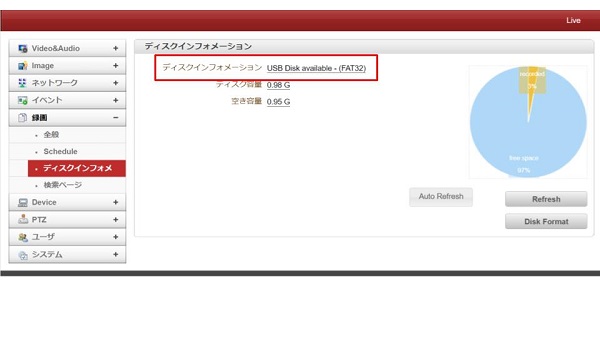 Live
Video&Audio +
Image +
ネットワーク +
イベント +
録画 −
全般
Schedule
ディスクインフォメ
検索ページ
Device +
PTZ +
ユーザ +
システム +
ディスクインフォメーション
ディスクインフォメーション USB Disk available - (FAT32)
ディスク容量 0.98 G
空き容量 0.95 G
recorded
3%
free space
97%
Auto Refresh
Refresh
Disk Format